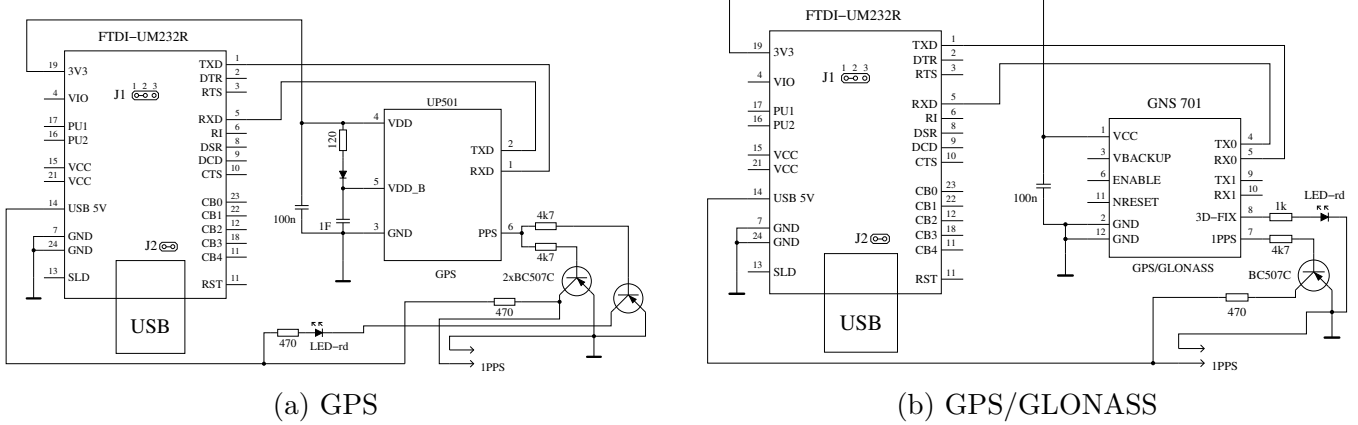 FTDI–UM232R
19 3V3
4 VIO
17 PU1
16 PU2
15 VCC
21 VCC
14 USB 5V
7 GND
24 GND
13 SLD
J1 1 2 3
J2
TXD 1
DTR 2
RTS 3
RXD 5
RI 6
DSR 8
DCD 9
CTS 10
CB0 23
CB1 22
CB2 12
CB3 18
CB4 11
RST 11
USB
100n
120
1F
UP501
4 VDD
5 VDD_B
3 GND
TXD 2
RXD 1
PPS 6
GPS
4k7
4k7
2xBC507C
470
470
LED–rd
1PPS
(a) GPS
FTDI–UM232R
19 3V3
4 VIO
17 PU1
16 PU2
15 VCC
21 VCC
14 USB 5V
7 GND
24 GND
13 SLD
J1 1 2 3
J2
TXD 1
DTR 2
RTS 3
RXD 5
RI 6
DSR 8
DCD 9
CTS 10
CB0 23
CB1 22
CB2 12
CB3 18
CB4 11
RST 11
USB
100n
GNS 701
1 VCC
3 VBACKUP
6 ENABLE
11 NRESET
2 GND
12 GND
TX0 4
RX0 5
TX1 9
RX1 10
3D–FIX 8
1PPS 7
GPS/GLONASS
LED–rd
1k
4k7
BC507C
470
1PPS
(b) GPS/GLONASS